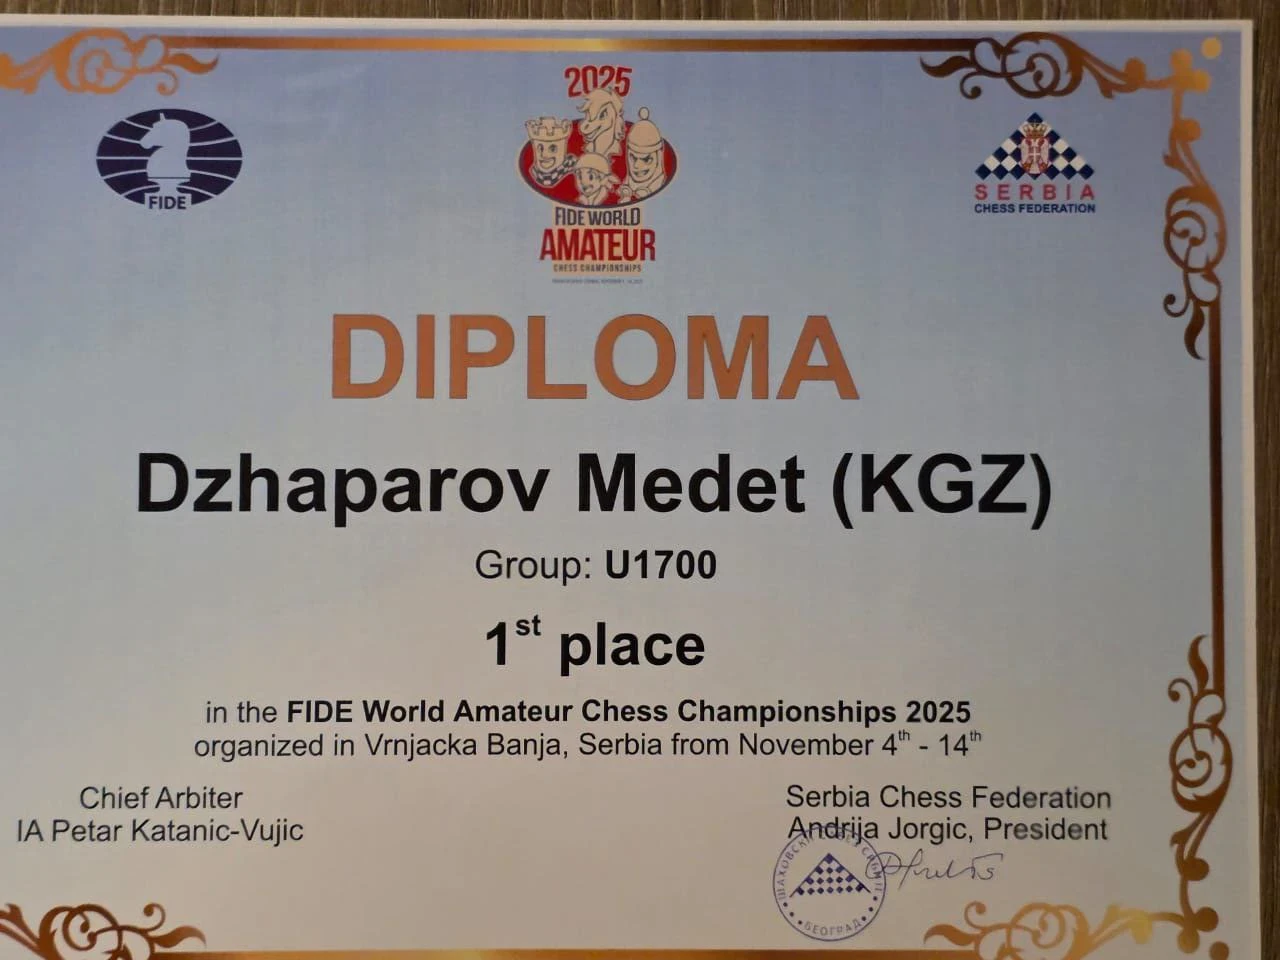 2025
FIDE
FIDE WORLD
AMATEUR
CHESS CHAMPIONSHIPS
SERBIA
CHESS FEDERATION
DIPLOMA
Dzhaparov Medet (KGZ)
Group: U1700
1st place
in the FIDE World Amateur Chess Championships 2025
organized in Vrnjacka Banja, Serbia from November 4th - 14th
Chief Arbiter
IA Petar Katanic-Vujic
Serbia Chess Federation
Andrija Jorgic, President
БЕОГРАД